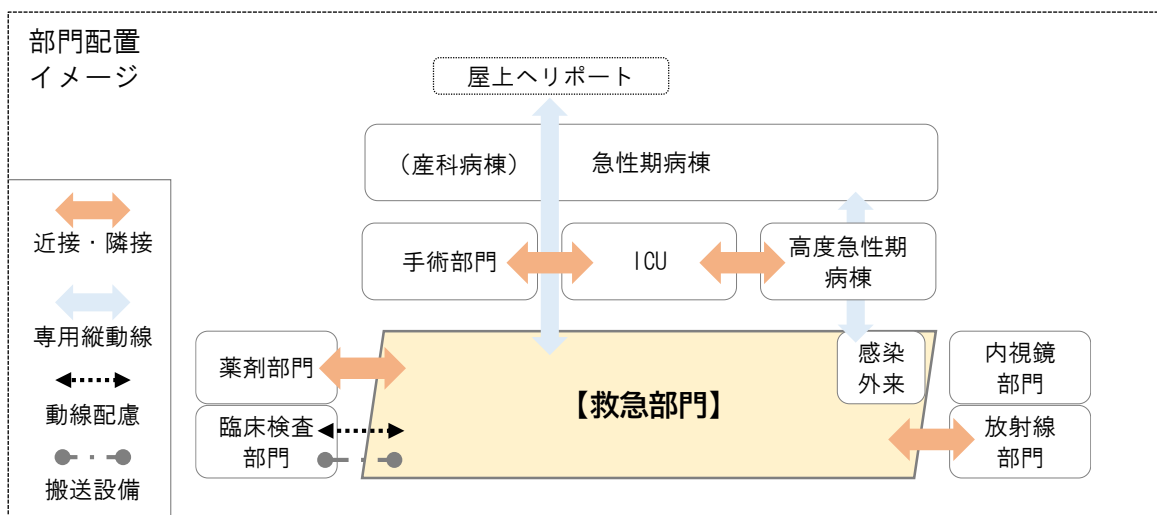 部門配置
イメージ
屋上ヘリポート
（産科病棟） 急性期病棟
近接・隣接
手術部門
ICU
高度急性期
病棟
専用縦動線
薬剤部門
感染
外来
内視鏡
部門
【救急部門】
動線配慮
臨床検査
部門
放射線
部門
搬送設備